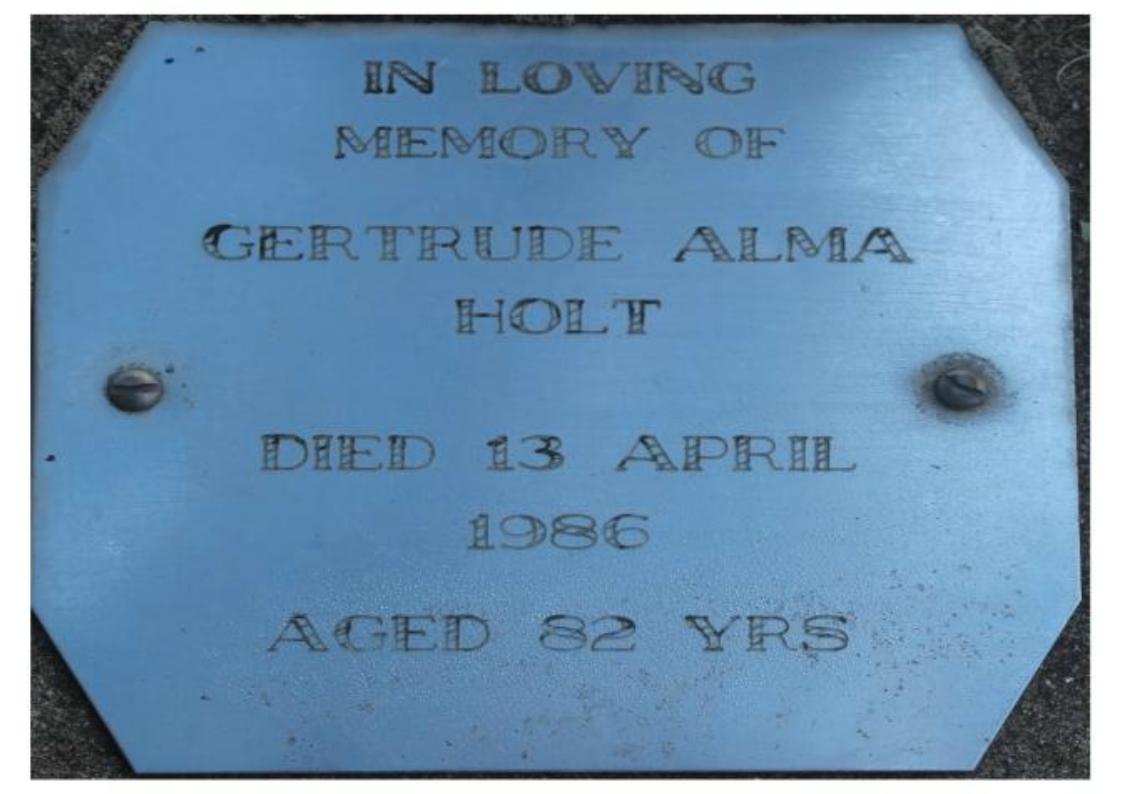 IN LOVING
MEMORY OF
GERTRUDE ALMA
HOLT
DIED 13 APRIL
1986
AGED 82 YRS